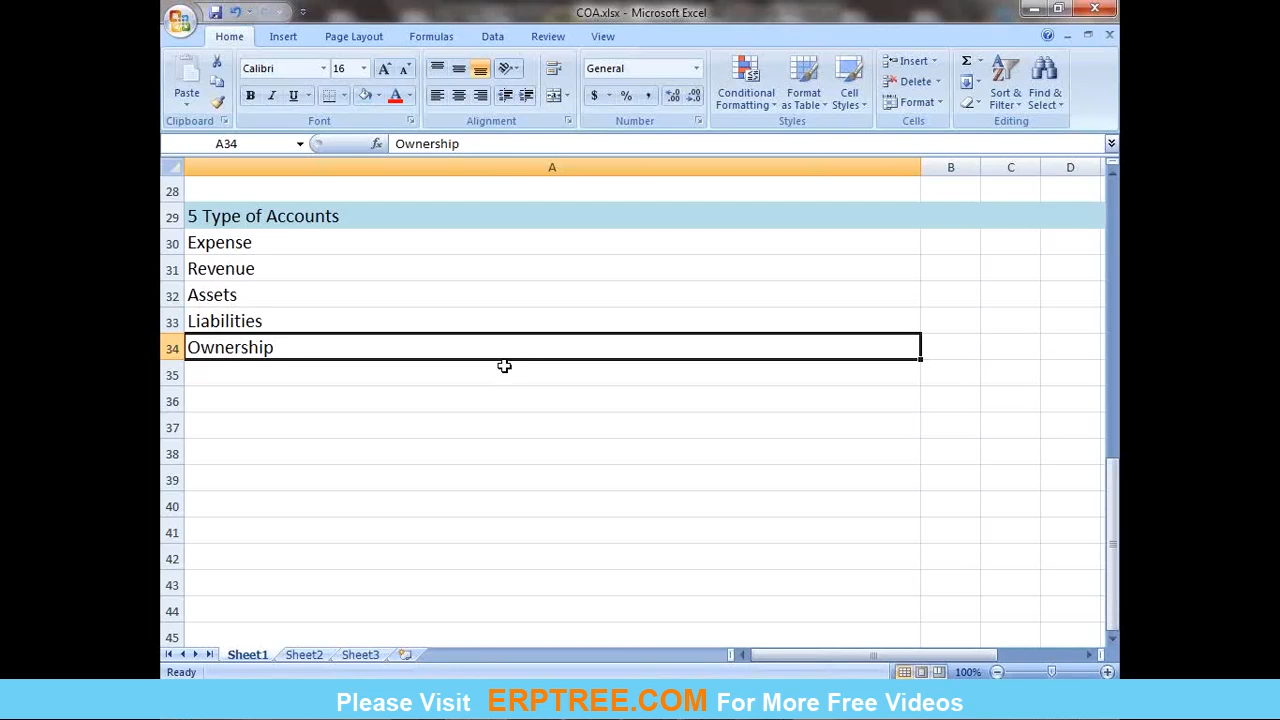 COA.xlsx - Microsoft Excel
Home Insert Page Layout Formulas Data Review View
Calibri 16 General Insert
Paste Conditional Formatting Format as Table Cell Styles Delete Sort & Filter Find & Select
B I U A $ % , Format
Clipboard Font Alignment Number Styles Cells Editing
A34 fx Ownership
A B C D
28
29 5 Type of Accounts
30 Expense
31 Revenue
32 Assets
33 Liabilities
34 Ownership
35
36
37
38
39
40
41
42
43
44
45
Sheet1 Sheet2 Sheet3
Ready 100%
Please Visit ERPTREE.COM For More Free Videos